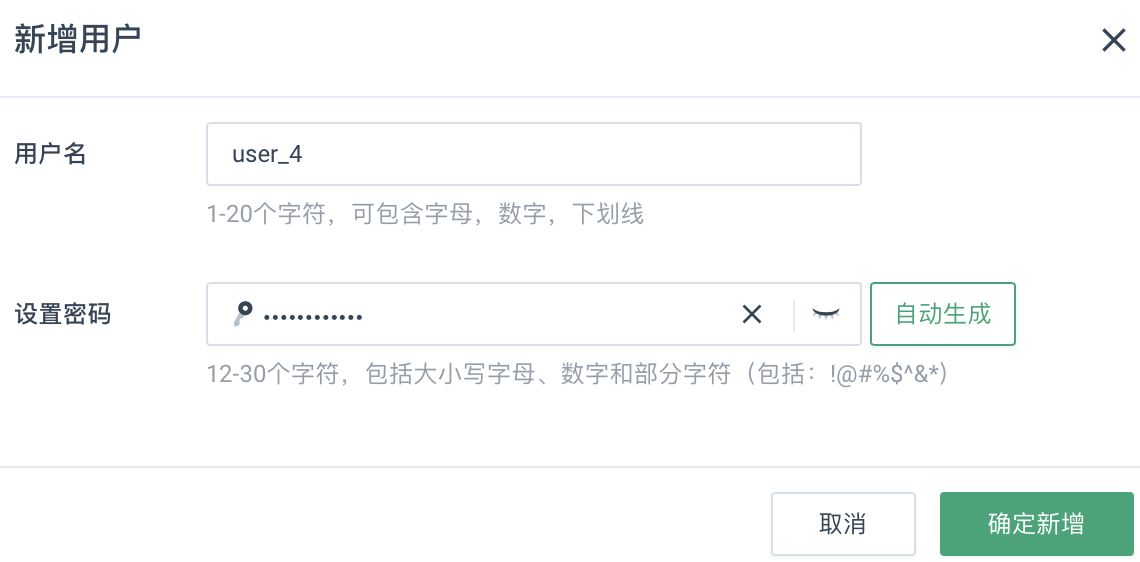 新增用户
用户名
user_4
1-20个字符，可包含字母，数字，下划线
设置密码
••••••••••••
自动生成
12-30个字符，包括大小写字母、数字和部分字符（包括：!@#%$^&*）
取消
确定新增